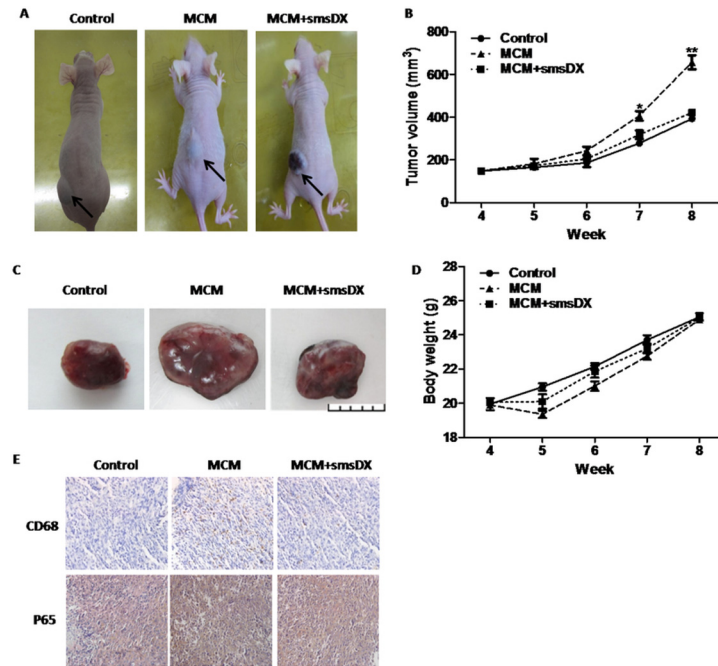 A
Control
MCM
MCM+smsDX
B
Control
MCM
MCM+smsDX
Tumor volume (mm³)
800
600
400
200
0
*
**
4 5 6 7 8
Week
C
Control
MCM
MCM+smsDX
D
Control
MCM
MCM+smsDX
Body weight (g)
28
26
24
22
20
18
4 5 6 7 8
Week
E
Control
MCM
MCM+smsDX
CD68
P65